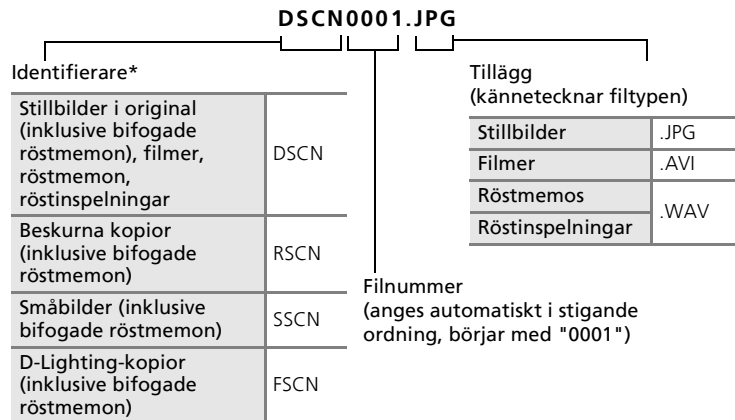 DSCN0001.JPG
Identifierare*
Stillbilder i original
(inklusive bifogade
röstmemon), filmer,
röstmemon,
röstinspelningar
DSCN
Beskurna kopior
(inklusive bifogade
röstmemon)
RSCN
Småbilder (inklusive
bifogade röstmemon)
SSCN
D-Lighting-kopior
(inklusive bifogade
röstmemon)
FSCN
Filnummer
(anges automatiskt i stigande
ordning, börjar med "0001")
Tillägg
(kännetecknar filtypen)
Stillbilder .JPG
Filmer .AVI
Röstmemos
.WAV
Röstinspelningar